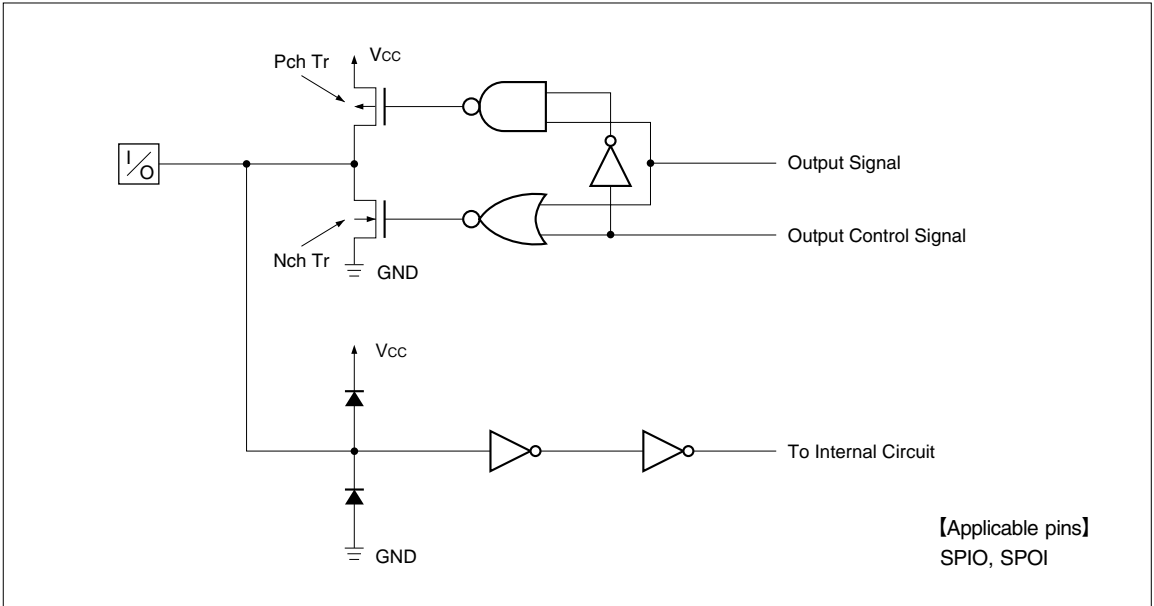 Vcc
Pch Tr
I/O
Output Signal
Output Control Signal
Nch Tr
GND
Vcc
To Internal Circuit
GND
【Applicable pins】
SPIO, SPOI